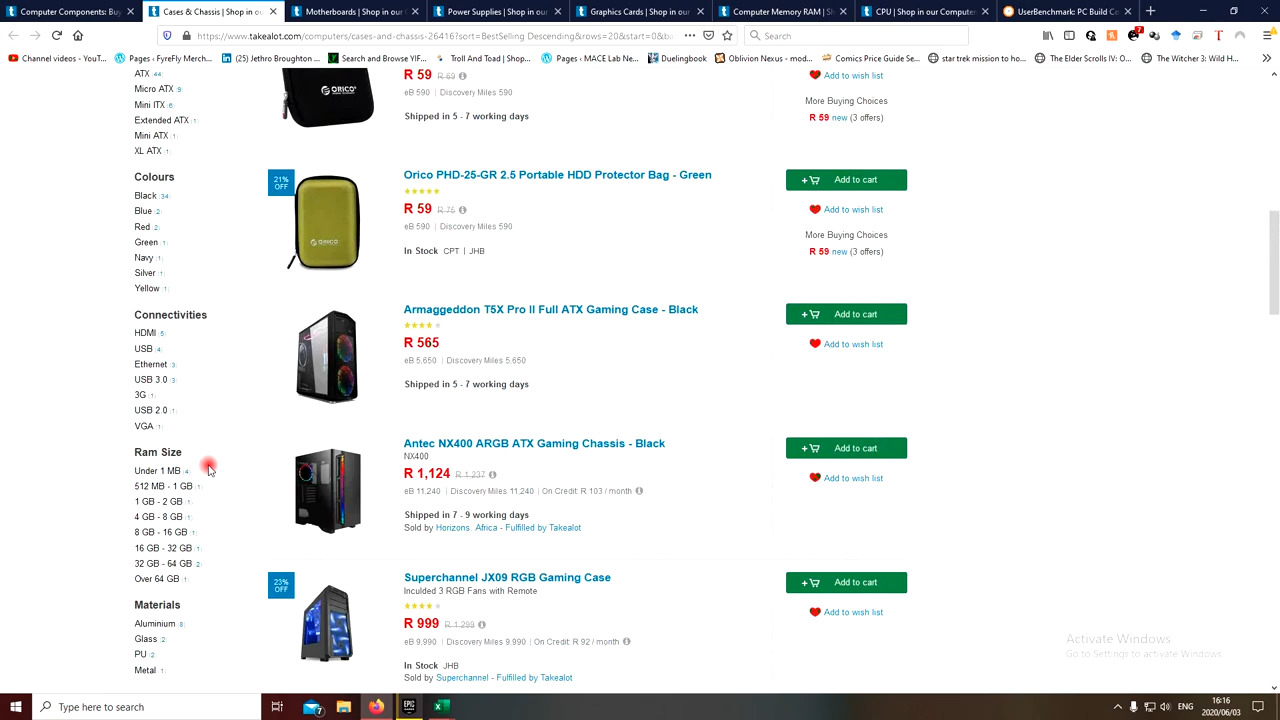 Computer Components: Buy
Cases & Chassis | Shop in ou
Motherboards | Shop in our
Power Supplies | Shop in our
Graphics Cards | Shop in our
Computer Memory RAM | Sh
CPU | Shop in our Computer
UserBenchmark: PC Build Co
https://www.takealot.com/computers/cases-and-chassis-26416?sort=BestSelling Descending&rows=20&start=0&b
Search
7
Channel videos - YouT...
Pages - FyreFly Merch...
(25) Jethro Broughton ...
Search and Browse YIF...
Troll And Toad | Shop...
Pages • MACE Lab Ne...
Duelingbook
Oblivion Nexus - mod...
Comics Price Guide Se...
star trek mission to ho...
The Elder Scrolls IV: O...
The Witcher 3: Wild H...
ATX 44
Micro ATX 9
Mini ITX 6
Extended ATX 1
Mini ATX 1
XL ATX 1
Colours
Black 34
Blue 2
Red 2
Green 1
Navy 1
Silver 1
Yellow 1
Connectivities
HDMI 5
USB 4
Ethernet 3
USB 3.0 3
3G 1
USB 2.0 1
VGA 1
Ram Size
Under 1 MB 4
512 MB - 1 GB 1
1 GB - 2 GB 1
4 GB - 8 GB 1
8 GB - 16 GB 1
16 GB - 32 GB 1
32 GB - 64 GB 2
Over 64 GB 1
Materials
Aluminium 8
Glass 2
PU 2
Metal 1
ORICO
R 59 R 69
eB 590 | Discovery Miles 590
Shipped in 5 - 7 working days
Add to wish list
More Buying Choices
R 59 new (3 offers)
21% OFF
ORICO
Orico PHD-25-GR 2.5 Portable HDD Protector Bag - Green
R 59 R 75
eB 590 | Discovery Miles 590
In Stock CPT | JHB
Add to cart
Add to wish list
More Buying Choices
R 59 new (3 offers)
Armaggeddon T5X Pro II Full ATX Gaming Case - Black
R 565
eB 5,650 | Discovery Miles 5,650
Shipped in 5 - 7 working days
Add to cart
Add to wish list
Antec NX400 ARGB ATX Gaming Chassis - Black
NX400
R 1,124 R 1,237
eB 11,240 | Discovery Miles 11,240 | On Credit: R 103 / month
Shipped in 7 - 9 working days
Sold by Horizons. Africa - Fulfilled by Takealot
Add to cart
Add to wish list
23% OFF
Superchannel JX09 RGB Gaming Case
Inculded 3 RGB Fans with Remote
R 999 R 1,299
eB 9,990 | Discovery Miles 9,990 | On Credit: R 92 / month
In Stock JHB
Sold by Superchannel - Fulfilled by Takealot
Add to cart
Add to wish list
Activate Windows
Go to Settings to activate Windows.
Type here to search
7
EPIC
ENG
16:16
2020/06/03